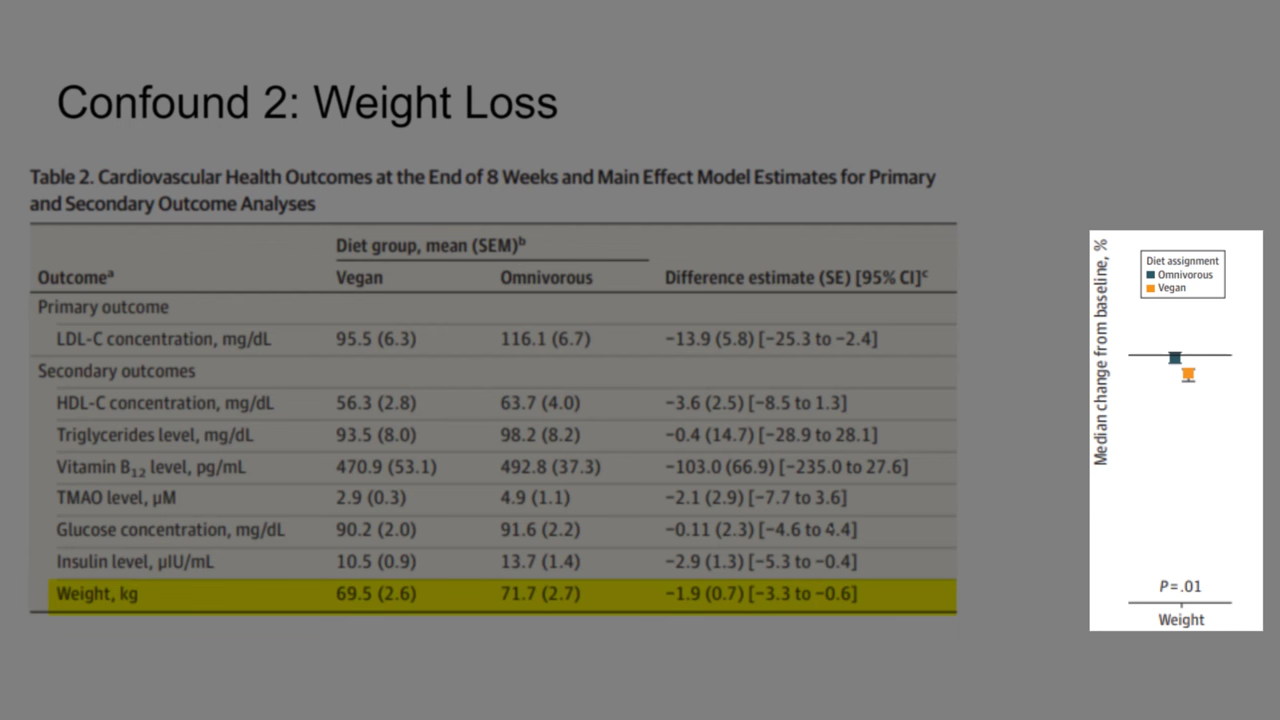 Confound 2: Weight Loss
Table 2. Cardiovascular Health Outcomes at the End of 8 Weeks and Main Effect Model Estimates for Primary
and Secondary Outcome Analyses
Diet group, mean (SEM)ᵇ
Outcomeᵃ Vegan Omnivorous Difference estimate (SE) [95% CI]ᶜ
Primary outcome
LDL-C concentration, mg/dL 95.5 (6.3) 116.1 (6.7) −13.9 (5.8) [−25.3 to −2.4]
Secondary outcomes
HDL-C concentration, mg/dL 56.3 (2.8) 63.7 (4.0) −3.6 (2.5) [−8.5 to 1.3]
Triglycerides level, mg/dL 93.5 (8.0) 98.2 (8.2) −0.4 (14.7) [−28.9 to 28.1]
Vitamin B₁₂ level, pg/mL 470.9 (53.1) 492.8 (37.3) −103.0 (66.9) [−235.0 to 27.6]
TMAO level, μM 2.9 (0.3) 4.9 (1.1) −2.1 (2.9) [−7.7 to 3.6]
Glucose concentration, mg/dL 90.2 (2.0) 91.6 (2.2) −0.11 (2.3) [−4.6 to 4.4]
Insulin level, μIU/mL 10.5 (0.9) 13.7 (1.4) −2.9 (1.3) [−5.3 to −0.4]
Weight, kg 69.5 (2.6) 71.7 (2.7) −1.9 (0.7) [−3.3 to −0.6]
Median change from baseline, %
Diet assignment
Omnivorous
Vegan
P=.01
Weight